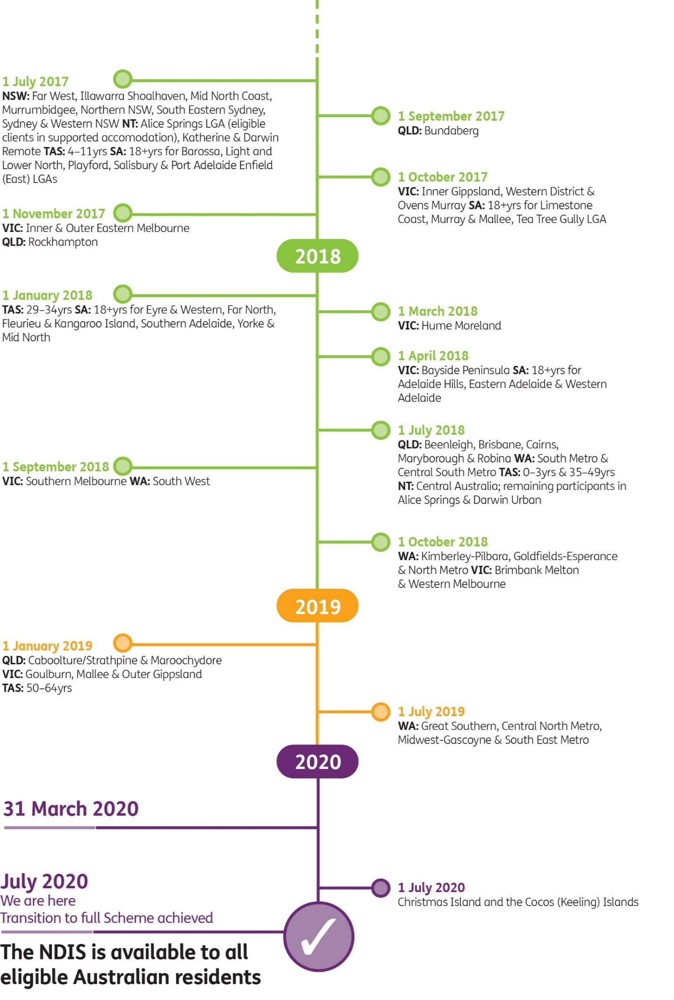 1 July 2017
NSW: Far West, Illawarra Shoalhaven, Mid North Coast,
Murrumbidgee, Northern NSW, South Eastern Sydney,
Sydney & Western NSW NT: Alice Springs LGA (eligible
clients in supported accomodation), Katherine & Darwin
Remote TAS: 4–11yrs SA: 18+yrs for Barossa, Light and
Lower North, Playford, Salisbury & Port Adelaide Enfield
(East) LGAs
1 September 2017
QLD: Bundaberg
1 October 2017
VIC: Inner Gippsland, Western District &
Ovens Murray SA: 18+yrs for Limestone
Coast, Murray & Mallee, Tea Tree Gully LGA
1 November 2017
VIC: Inner & Outer Eastern Melbourne
QLD: Rockhampton
2018
1 January 2018
TAS: 29–34yrs SA: 18+yrs for Eyre & Western, Far North,
Fleurieu & Kangaroo Island, Southern Adelaide, Yorke &
Mid North
1 March 2018
VIC: Hume Moreland
1 April 2018
VIC: Bayside Peninsula SA: 18+yrs for
Adelaide Hills, Eastern Adelaide & Western
Adelaide
1 July 2018
QLD: Beenleigh, Brisbane, Cairns,
Maryborough & Robina WA: South Metro &
Central South Metro TAS: 0–3yrs & 35–49yrs
NT: Central Australia; remaining participants in
Alice Springs & Darwin Urban
1 September 2018
VIC: Southern Melbourne WA: South West
1 October 2018
WA: Kimberley-Pilbara, Goldfields-Esperance
& North Metro VIC: Brimbank Melton
& Western Melbourne
2019
1 January 2019
QLD: Caboolture/Strathpine & Maroochydore
VIC: Goulburn, Mallee & Outer Gippsland
TAS: 50–64yrs
1 July 2019
WA: Great Southern, Central North Metro,
Midwest-Gascoyne & South East Metro
2020
31 March 2020
July 2020
We are here
Transition to full Scheme achieved
1 July 2020
Christmas Island and the Cocos (Keeling) Islands
The NDIS is available to all
eligible Australian residents